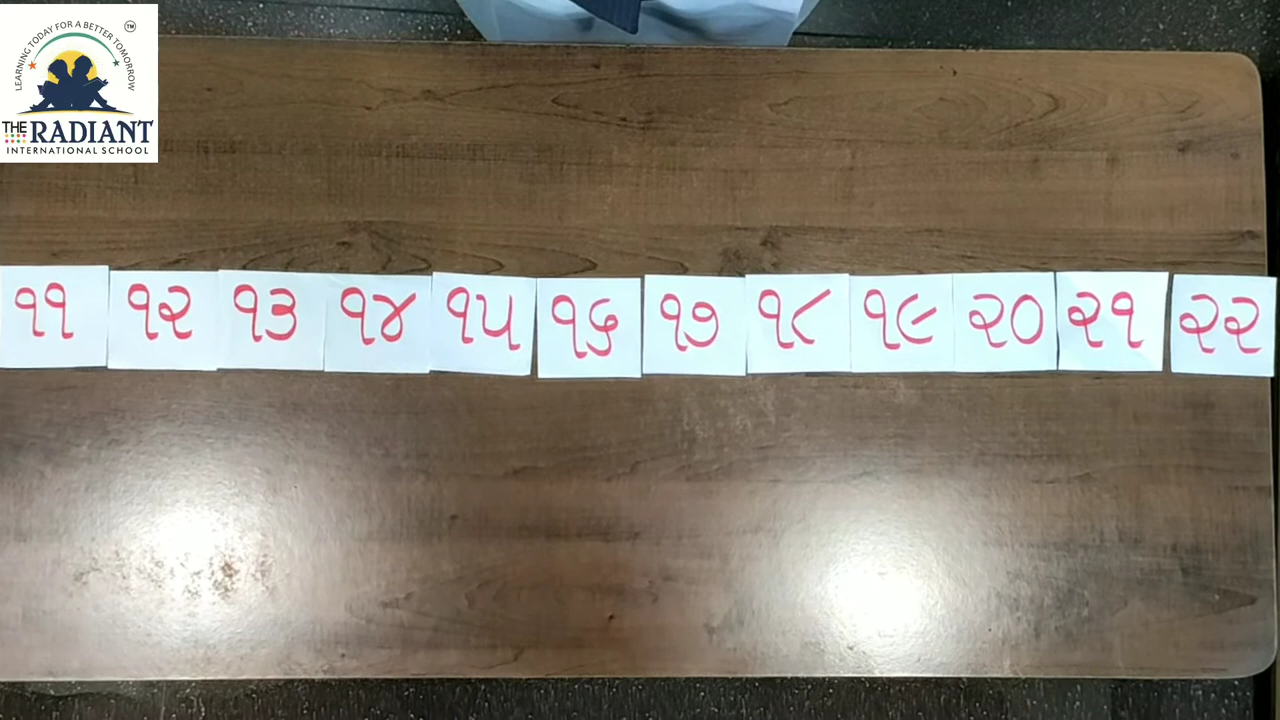 LEARNING TODAY FOR A BETTER TOMORROW
TM
THE RADIANT
INTERNATIONAL SCHOOL
૧૧ ૧૨ ૧૩ ૧૪ ૧૫ ૧૬ ૧૭ ૧૮ ૧૯ ૨૦ ૨૧ ૨૨